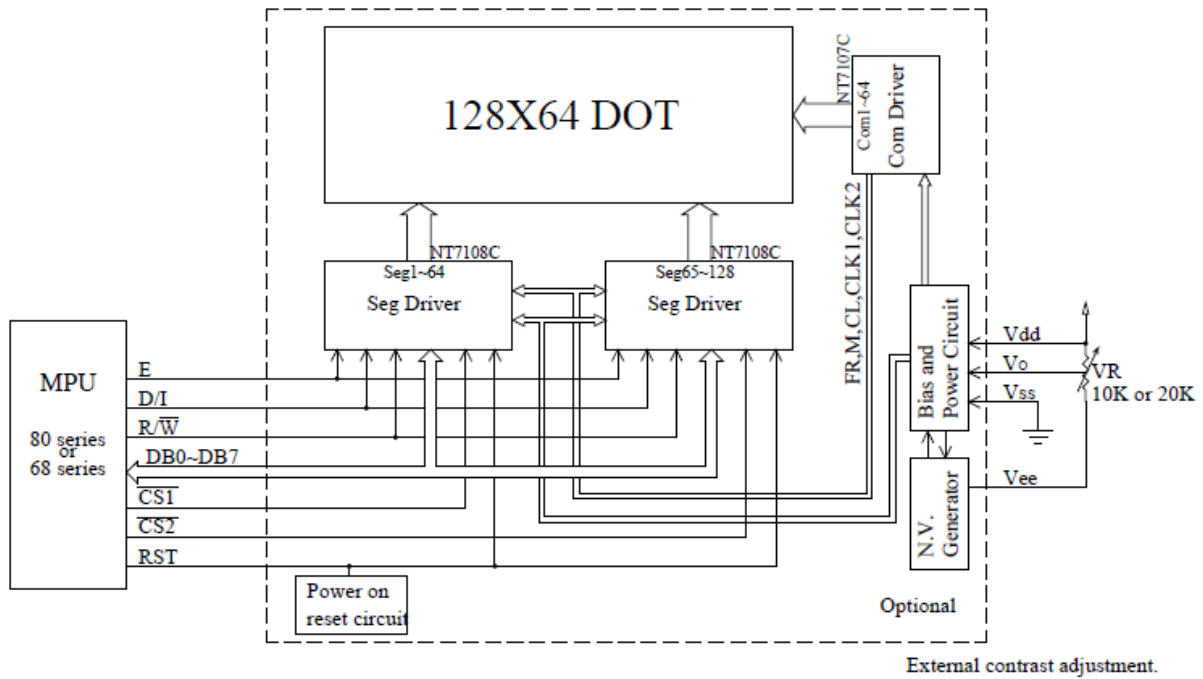 128X64 DOT
NT7107C
Com1~64
Com Driver
FR,M,CL,CLK1,CLK2
NT7108C
Seg1~64
Seg Driver
NT7108C
Seg65~128
Seg Driver
MPU
80 series
or
68 series
E
D/I
R/W̅
DB0~DB7
C̅S̅1̅
C̅S̅2̅
RST
Power on
reset circuit
Bias and
Power Circuit
N.V.
Generator
Vdd
Vo
Vss
Vee
VR
10K or 20K
Optional
External contrast adjustment.